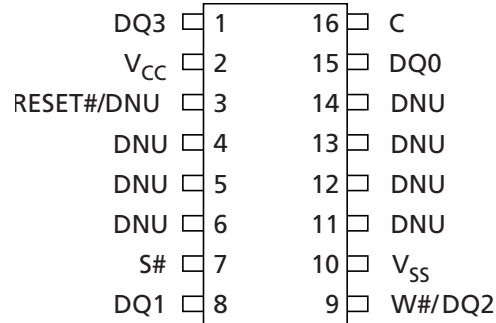 DQ3 1 16 C
VCC 2 15 DQ0
RESET#/DNU 3 14 DNU
DNU 4 13 DNU
DNU 5 12 DNU
DNU 6 11 DNU
S# 7 10 VSS
DQ1 8 9 W#/DQ2